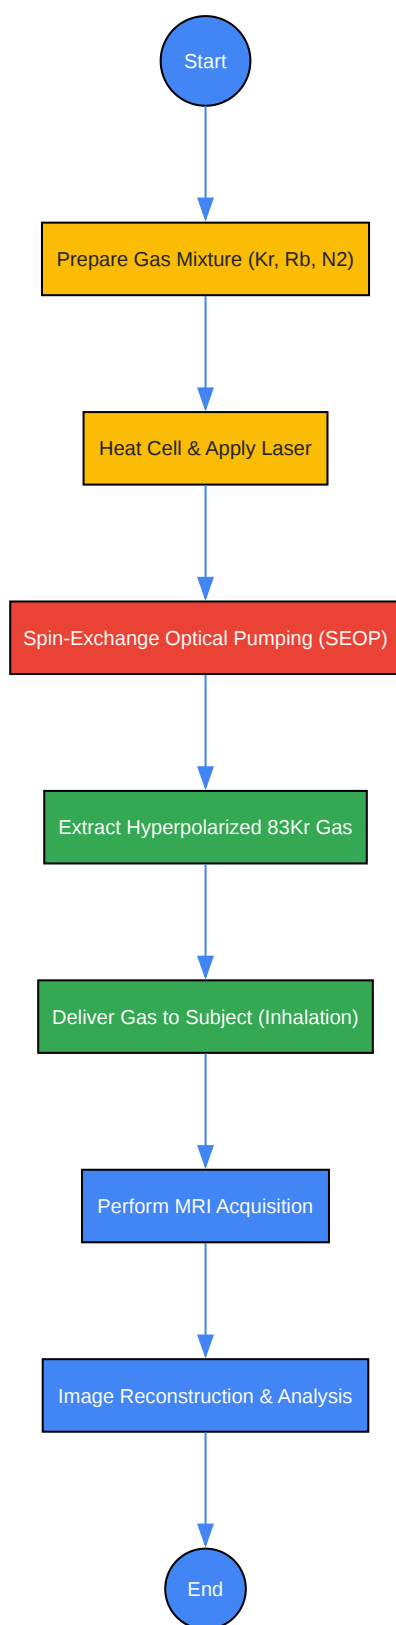 Start
Prepare Gas Mixture (Kr, Rb, N2)
Heat Cell & Apply Laser
Spin-Exchange Optical Pumping (SEOP)
Extract Hyperpolarized 83Kr Gas
Deliver Gas to Subject (Inhalation)
Perform MRI Acquisition
Image Reconstruction & Analysis
End